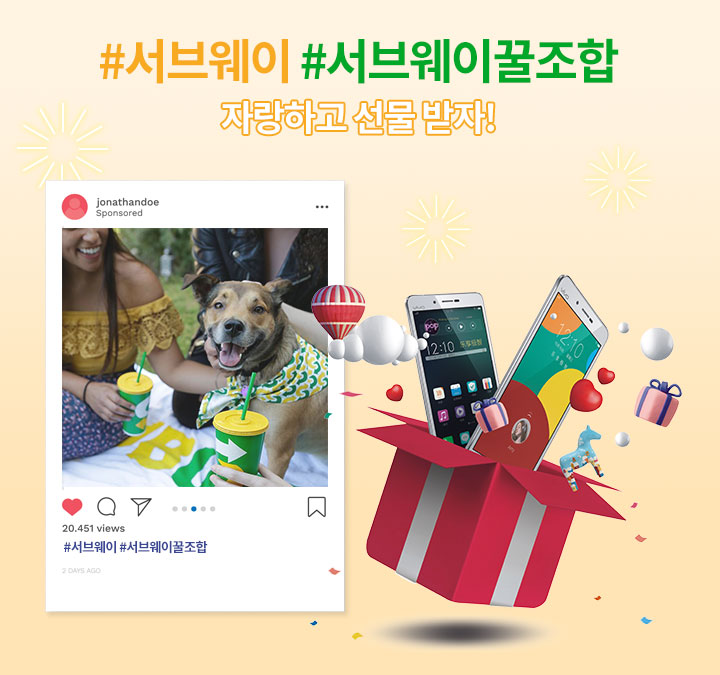 #서브웨이 #서브웨이꿀조합
자랑하고 선물 받자!
jonathandoe
Sponsored
20.451 views
#서브웨이 #서브웨이꿀조합
2 DAYS AGO
pop
12:10
vivo
12:10